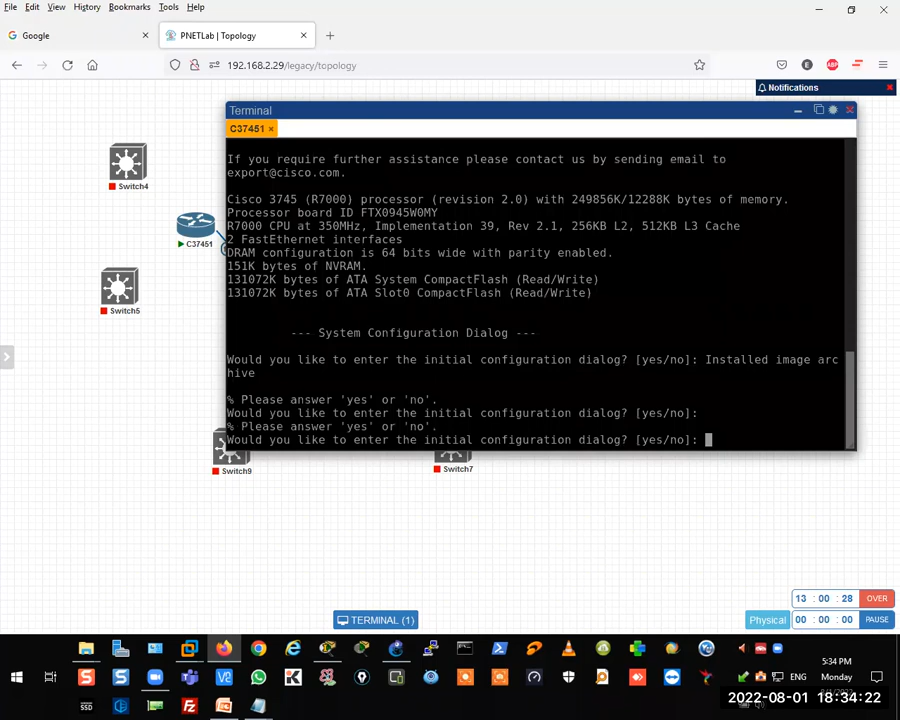 File Edit View History Bookmarks Tools Help
Google
PNETLab | Topology
192.168.2.29/legacy/topology
Notifications
Terminal
C37451
If you require further assistance please contact us by sending email to
export@cisco.com.
Cisco 3745 (R7000) processor (revision 2.0) with 249856K/12288K bytes of memory.
Processor board ID FTX0945W0MY
R7000 CPU at 350MHz, Implementation 39, Rev 2.1, 256KB L2, 512KB L3 Cache
2 FastEthernet interfaces
DRAM configuration is 64 bits wide with parity enabled.
151K bytes of NVRAM.
131072K bytes of ATA System CompactFlash (Read/Write)
131072K bytes of ATA Slot0 CompactFlash (Read/Write)
--- System Configuration Dialog ---
Would you like to enter the initial configuration dialog? [yes/no]: Installed image arc
hive
% Please answer 'yes' or 'no'.
Would you like to enter the initial configuration dialog? [yes/no]:
% Please answer 'yes' or 'no'.
Would you like to enter the initial configuration dialog? [yes/no]:
Switch4
C37451
Switch5
Switch9
Switch7
13 : 00 : 28 OVER
TERMINAL (1)
Physical 00 : 00 : 00 PAUSE
5:34 PM
ENG Monday
2022-08-01 18:34:22
SSD